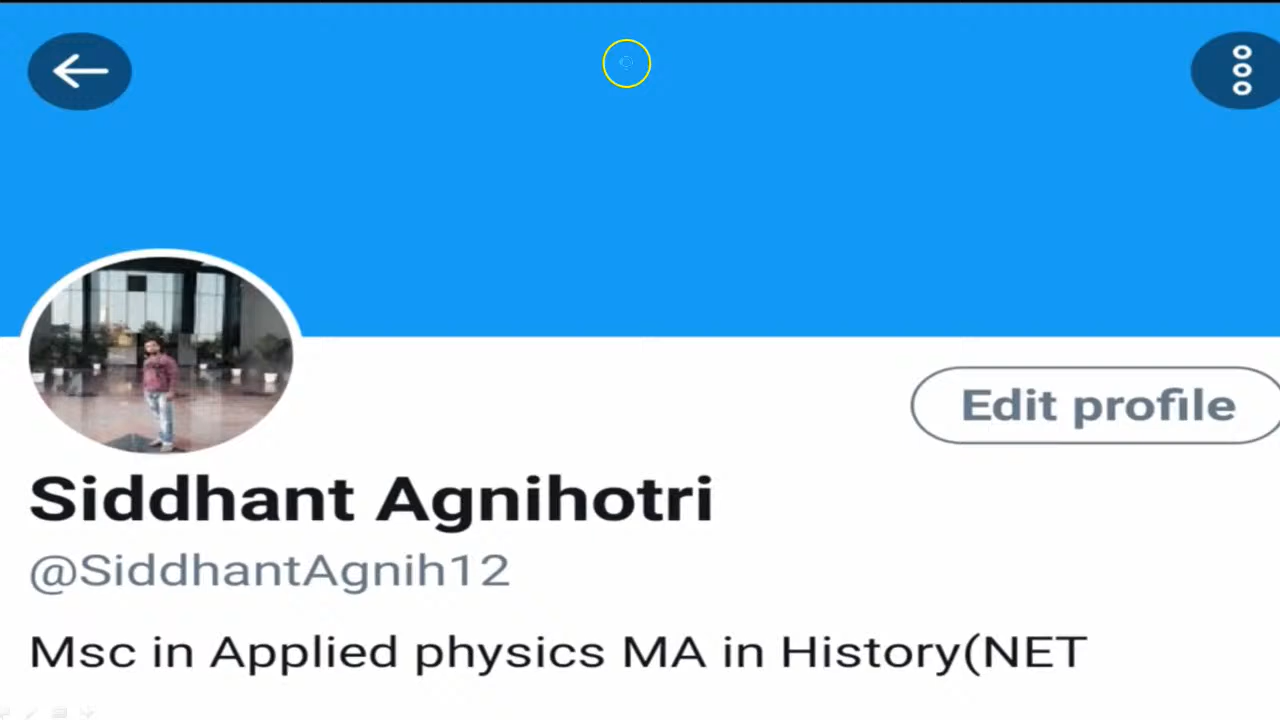 Edit profile
Siddhant Agnihotri
@SiddhantAgnih12
Msc in Applied physics MA in History(NET